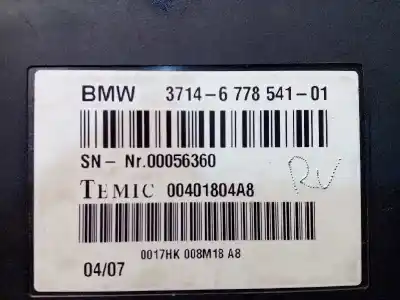 BMW 3714-6 778 541-01
SN- Nr.00056360
RV
TEMIC 00401804A8
0017HK 008M18 A8
04/07